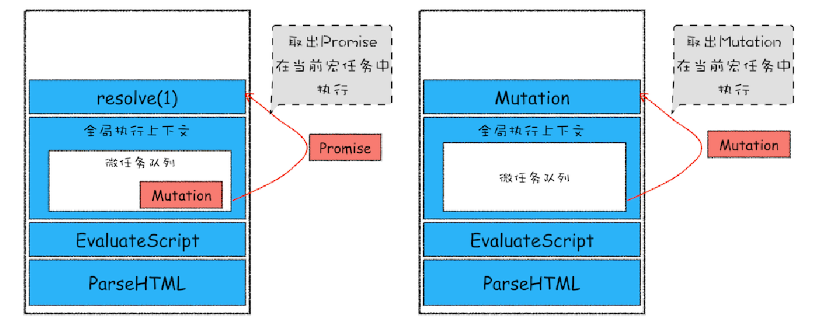 取出Promise
在当前宏任务中
执行
resolve(1)
全局执行上下文
微任务队列
Mutation
Promise
EvaluateScript
ParseHTML
取出Mutation
在当前宏任务中
执行
Mutation
全局执行上下文
微任务队列
Mutation
EvaluateScript
ParseHTML